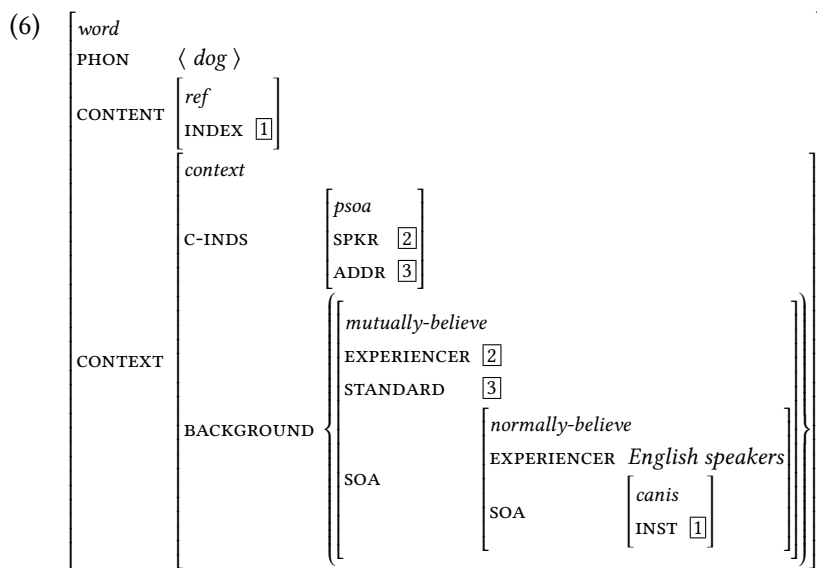 (6)
word
PHON ⟨ dog ⟩
ref
CONTENT
INDEX 1
context
psoa
C-INDS SPKR 2
ADDR 3
mutually-believe
EXPERIENCER 2
CONTEXT
STANDARD 3
normally-believe
BACKGROUND
EXPERIENCER English speakers
SOA
canis
SOA
INST 1